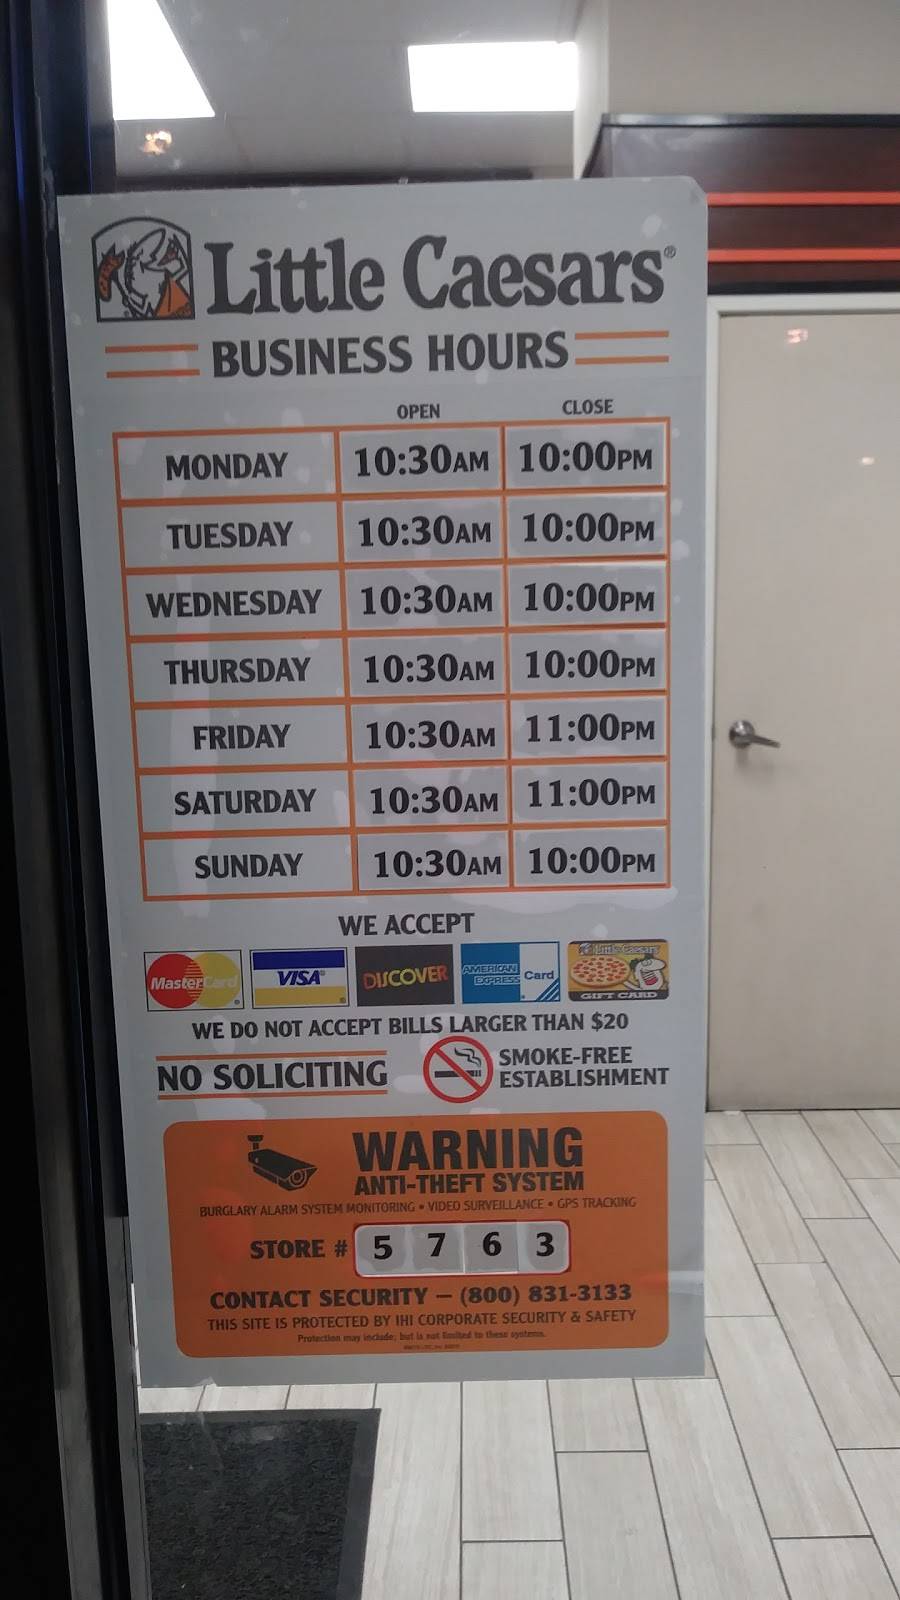 Little Caesars®
BUSINESS HOURS
OPEN CLOSE
MONDAY 10:30AM 10:00PM
TUESDAY 10:30AM 10:00PM
WEDNESDAY 10:30AM 10:00PM
THURSDAY 10:30AM 10:00PM
FRIDAY 10:30AM 11:00PM
SATURDAY 10:30AM 11:00PM
SUNDAY 10:30AM 10:00PM
WE ACCEPT
MasterCard VISA DISCOVER AMERICAN EXPRESS Card Little Caesars GIFT CARD
WE DO NOT ACCEPT BILLS LARGER THAN $20
NO SOLICITING
SMOKE-FREE
ESTABLISHMENT
WARNING
ANTI-THEFT SYSTEM
BURGLARY ALARM SYSTEM MONITORING • VIDEO SURVEILLANCE • GPS TRACKING
STORE # 5 7 6 3
CONTACT SECURITY — (800) 831-3133
THIS SITE IS PROTECTED BY IHI CORPORATE SECURITY & SAFETY
Protection may include; but is not limited to these systems.